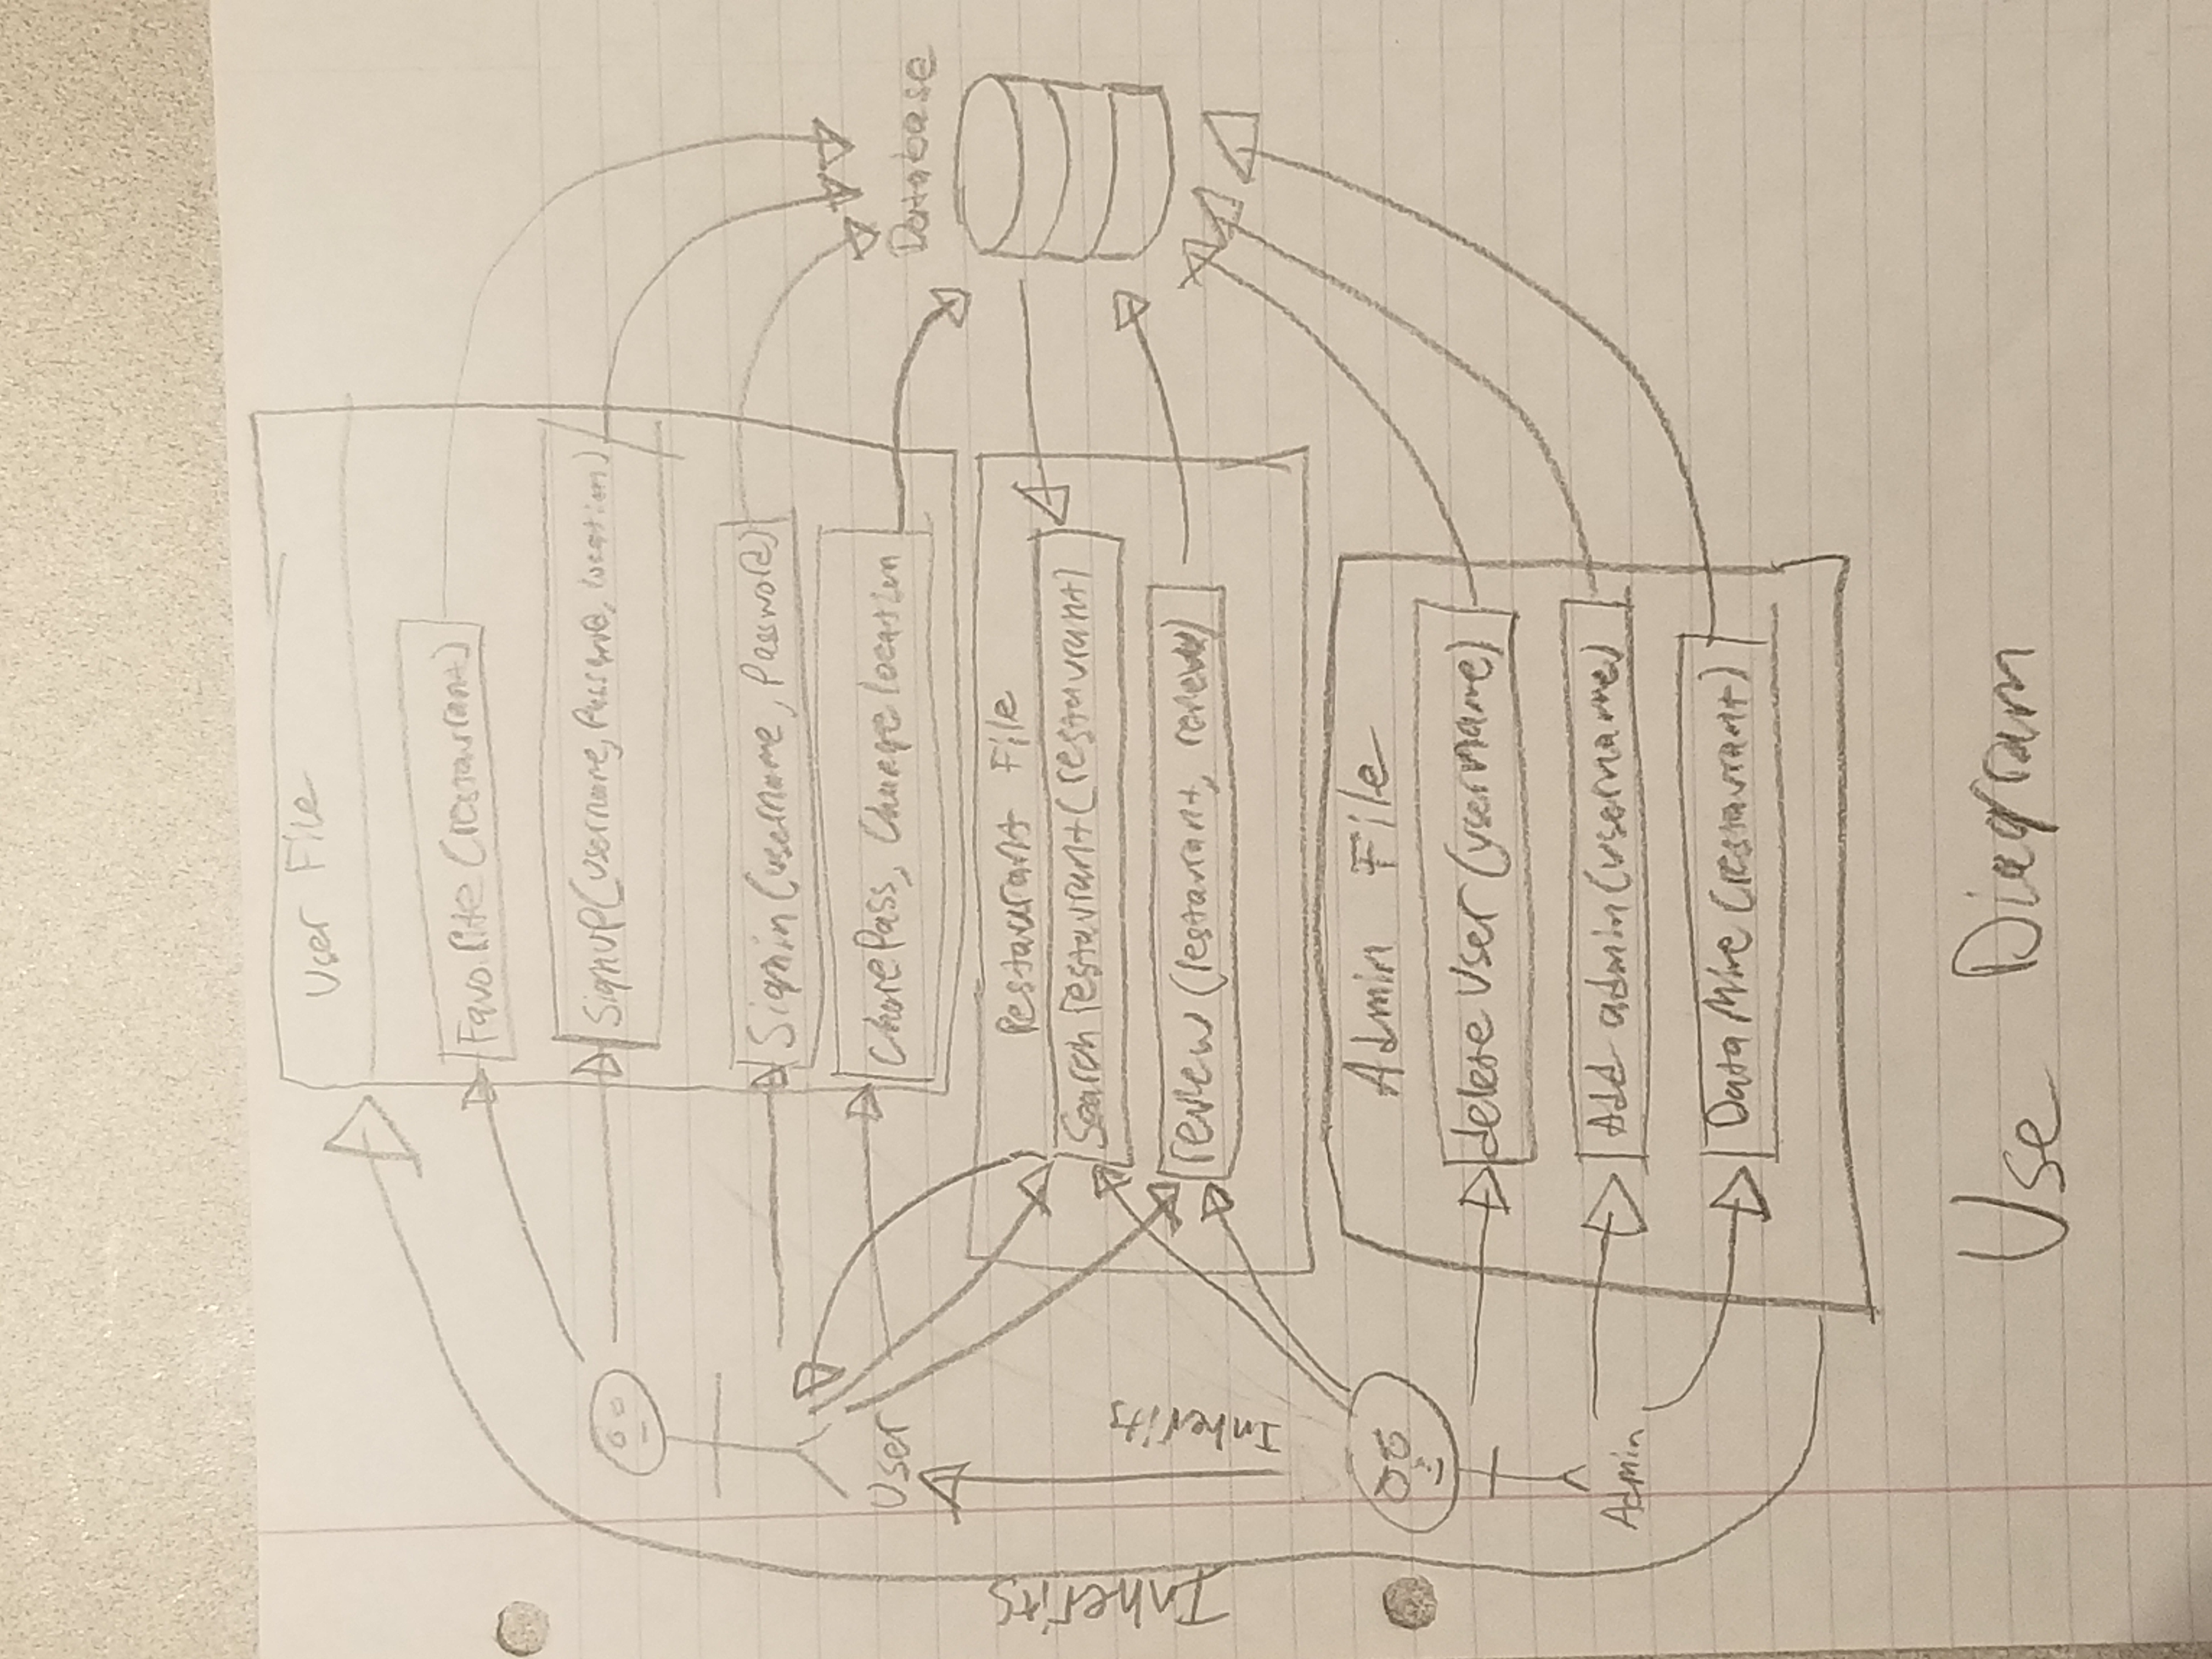 User File
Favorite (restaurant)
Signup(username, Password, location)
Signin (username, Password)
Pass, Change location
User
Database
Inherits
Inherits
Restaurant File
Search restaurant(restaurant)
review (restaurant, review)
Admin File
delete User (username)
Add admin(username)
Data Mine (restaurant)
Admin
Use Diagram